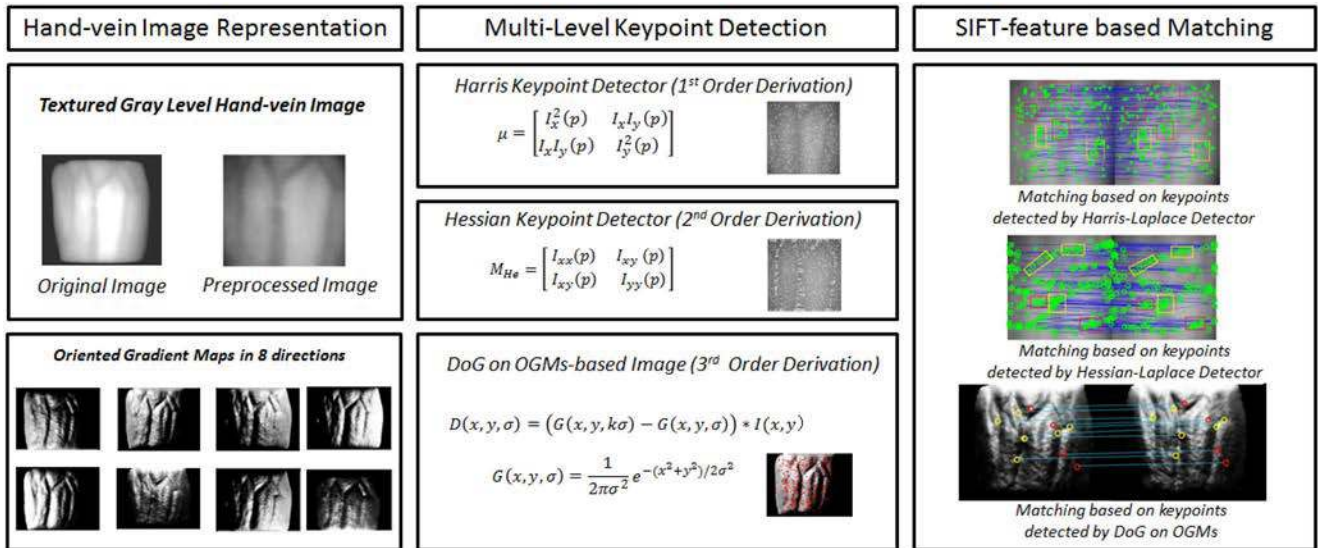 Hand-vein Image Representation
Multi-Level Keypoint Detection
SIFT-feature based Matching
Textured Gray Level Hand-vein Image
Original Image
Preprocessed Image
Oriented Gradient Maps in 8 directions
Harris Keypoint Detector (1st Order Derivation)
μ = [ I_x^2(p) I_xI_y(p)
I_xI_y(p) I_y^2(p) ]
Hessian Keypoint Detector (2nd Order Derivation)
M_He = [ I_xx(p) I_xy(p)
I_xy(p) I_yy(p) ]
DoG on OGMs-based Image (3rd Order Derivation)
D(x, y, σ) = (G(x, y, kσ) − G(x, y, σ)) * I(x, y)
G(x, y, σ) = 1/(2πσ^2) e^{−(x^2+y^2)/2σ^2}
Matching based on keypoints
detected by Harris-Laplace Detector
Matching based on keypoints
detected by Hessian-Laplace Detector
Matching based on keypoints
detected by DoG on OGMs